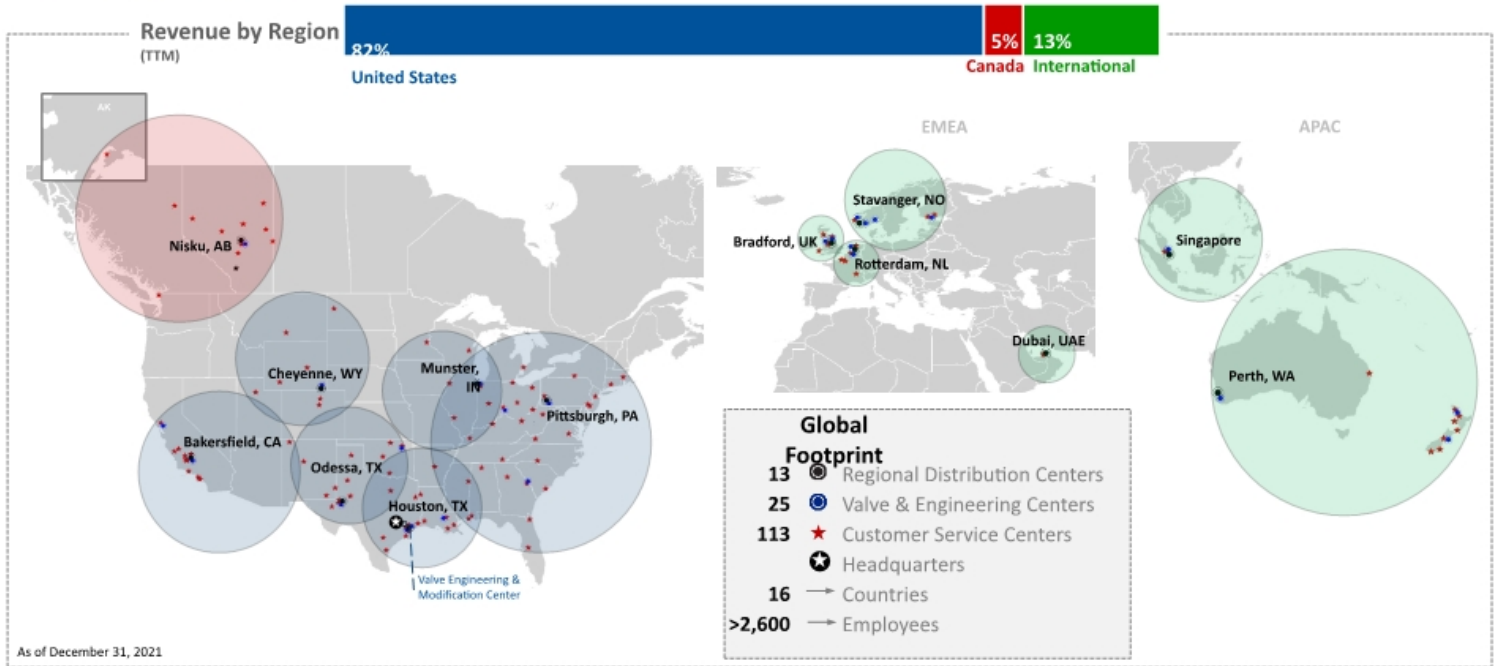 Revenue by Region
(TTM)
82%
5%
13%
United States
Canada
International
AK
EMEA
APAC
Nisku, AB
Stavanger, NO
Bradford, UK
Rotterdam, NL
Singapore
Dubai, UAE
Perth, WA
Cheyenne, WY
Munster,
IN
Pittsburgh, PA
Bakersfield, CA
Odessa, TX
Houston, TX
Valve Engineering &
Modification Center
Global
Footprint
13 Regional Distribution Centers
25 Valve & Engineering Centers
113 Customer Service Centers
Headquarters
16 Countries
>2,600 Employees
As of December 31, 2021